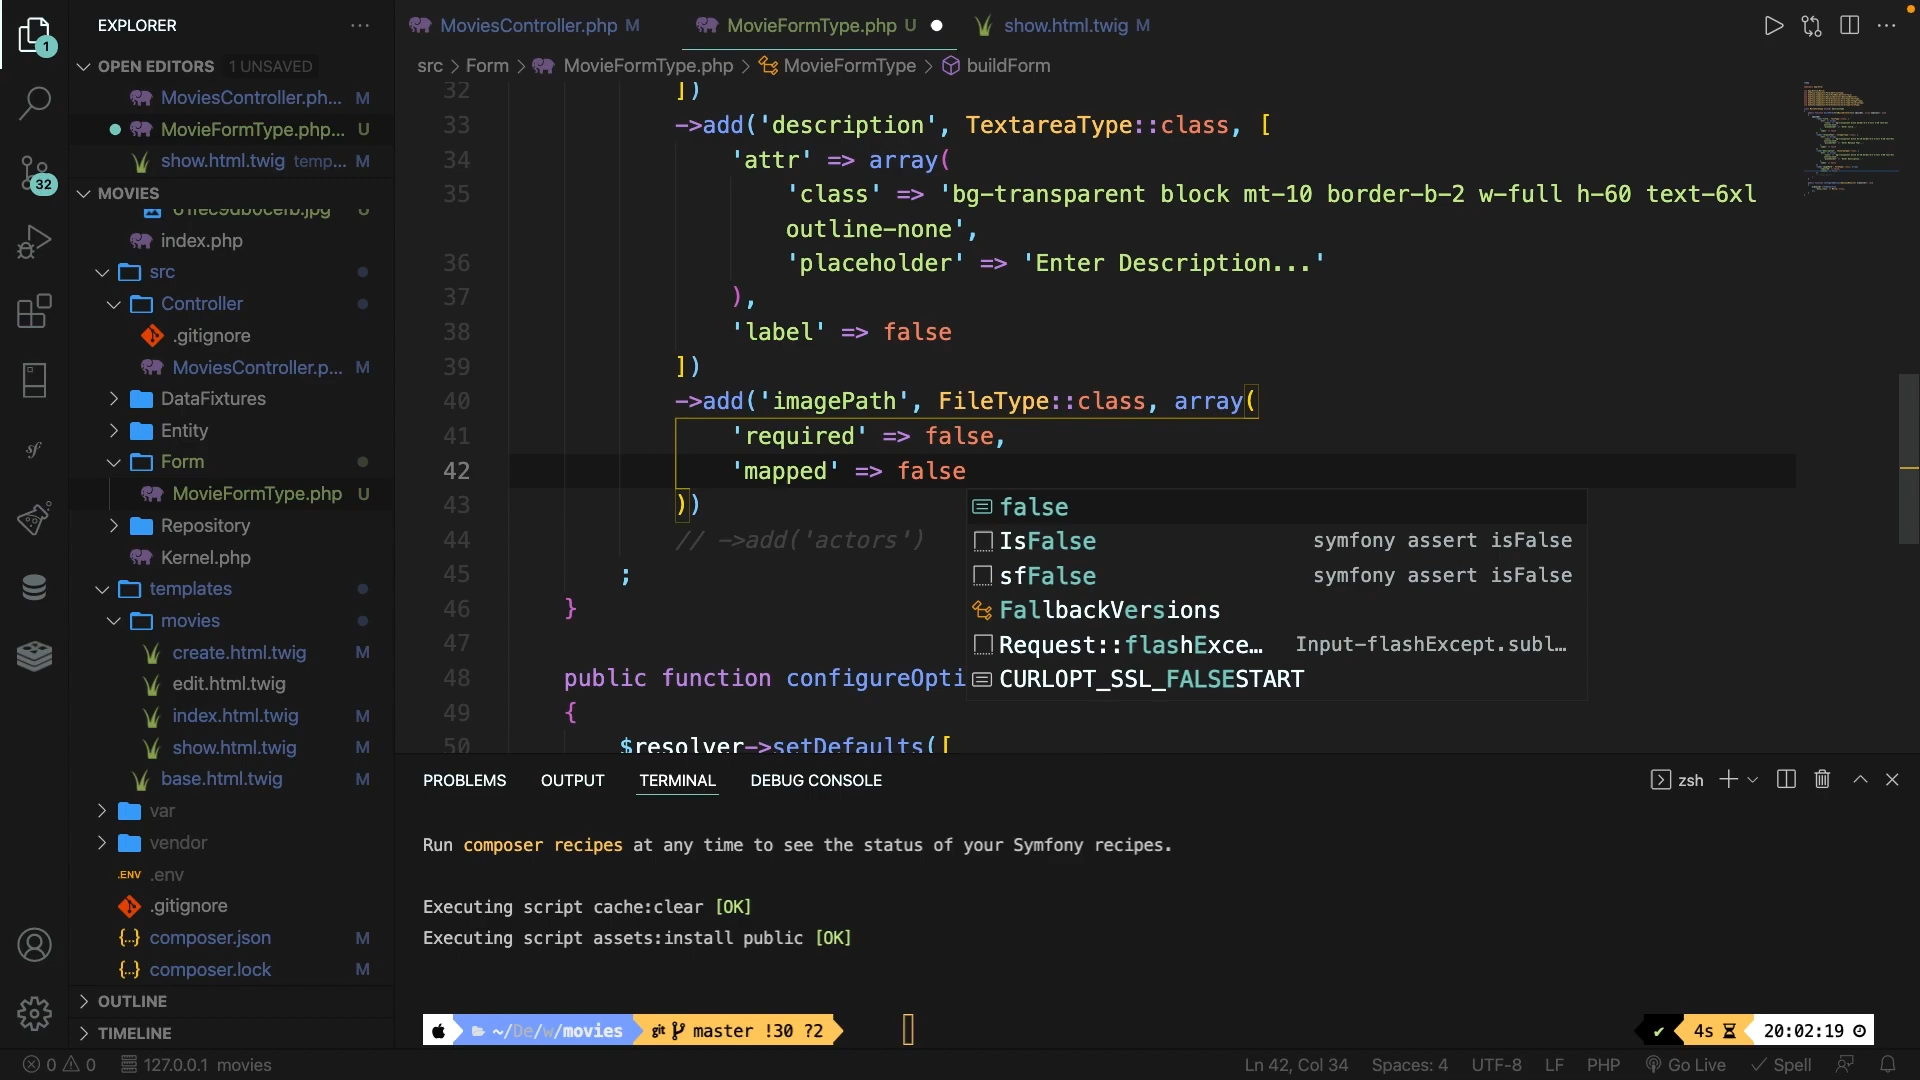 EXPLORER
OPEN EDITORS 1 UNSAVED
MoviesController.ph... M
MovieFormType.php... U
show.html.twig temp... M
MOVIES
index.php
src
Controller
.gitignore
MoviesController.p... M
DataFixtures
Entity
Form
MovieFormType.php U
Repository
Kernel.php
templates
movies
create.html.twig M
edit.html.twig
index.html.twig M
show.html.twig M
base.html.twig M
var
vendor
.ENV .env
.gitignore
{..} composer.json M
{..} composer.lock M
OUTLINE
TIMELINE
1
32
MoviesController.php M MovieFormType.php U show.html.twig M
src > Form > MovieFormType.php > MovieFormType > buildForm
32 ])
33 ->add('description', TextareaType::class, [
34 'attr' => array(
35 'class' => 'bg-transparent block mt-10 border-b-2 w-full h-60 text-6xl
outline-none',
36 'placeholder' => 'Enter Description...'
37 ),
38 'label' => false
39 ])
40 ->add('imagePath', FileType::class, array(
41 'required' => false,
42 'mapped' => false
43 ))
44 // ->add('actors')
45 ;
46 }
47
48 public function configureOpti
49 {
50 $resolver->setDefaults([
false
IsFalse symfony assert isFalse
sfFalse symfony assert isFalse
FallbackVersions
Request::flashExce… Input-flashExcept.subl…
CURLOPT_SSL_FALSESTART
PROBLEMS OUTPUT TERMINAL DEBUG CONSOLE
zsh
Run composer recipes at any time to see the status of your Symfony recipes.
Executing script cache:clear [OK]
Executing script assets:install public [OK]
~/De/w/movies git master !30 ?2
✔ 4s 20:02:19
0 0 127.0.0.1 movies
Ln 42, Col 34 Spaces: 4 UTF-8 LF PHP Go Live Spell